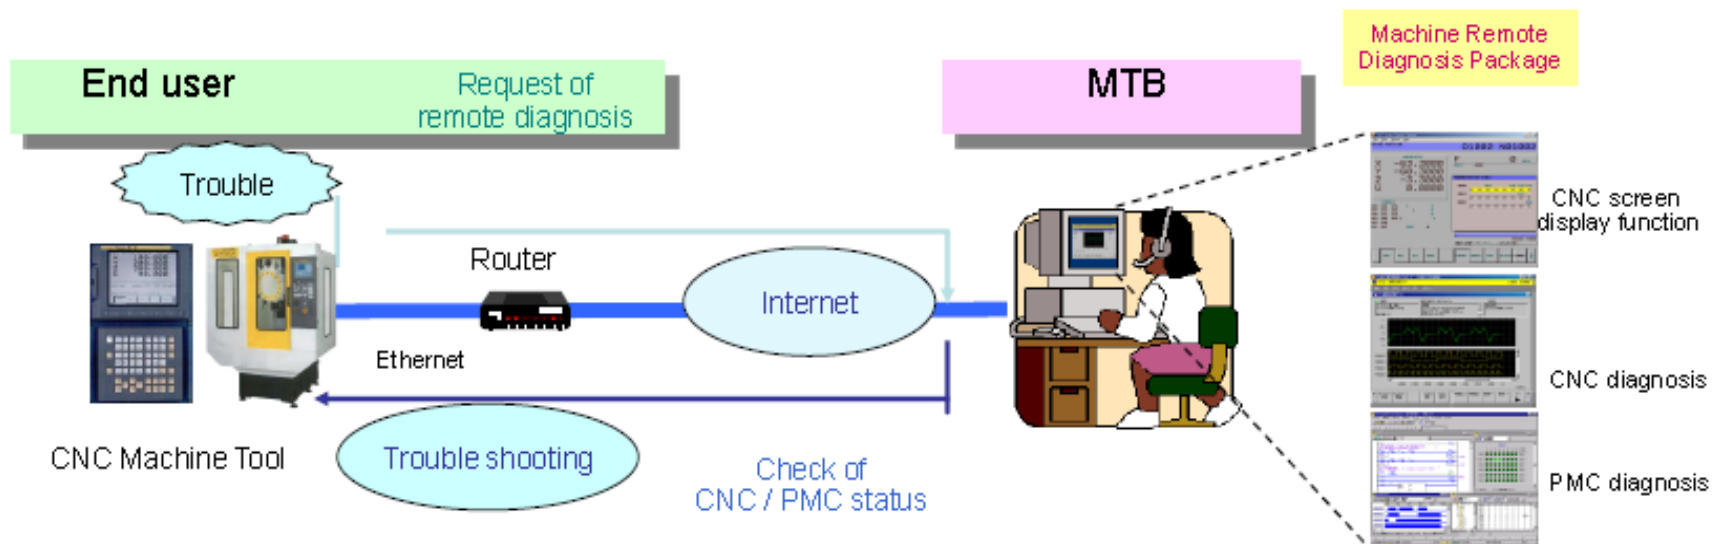 Machine Remote
Diagnosis Package
End user
Request of
remote diagnosis
MTB
Trouble
CNC screen
display function
Router
Internet
Ethernet
CNC diagnosis
CNC Machine Tool
Trouble shooting
Check of
CNC / PMC status
PMC diagnosis